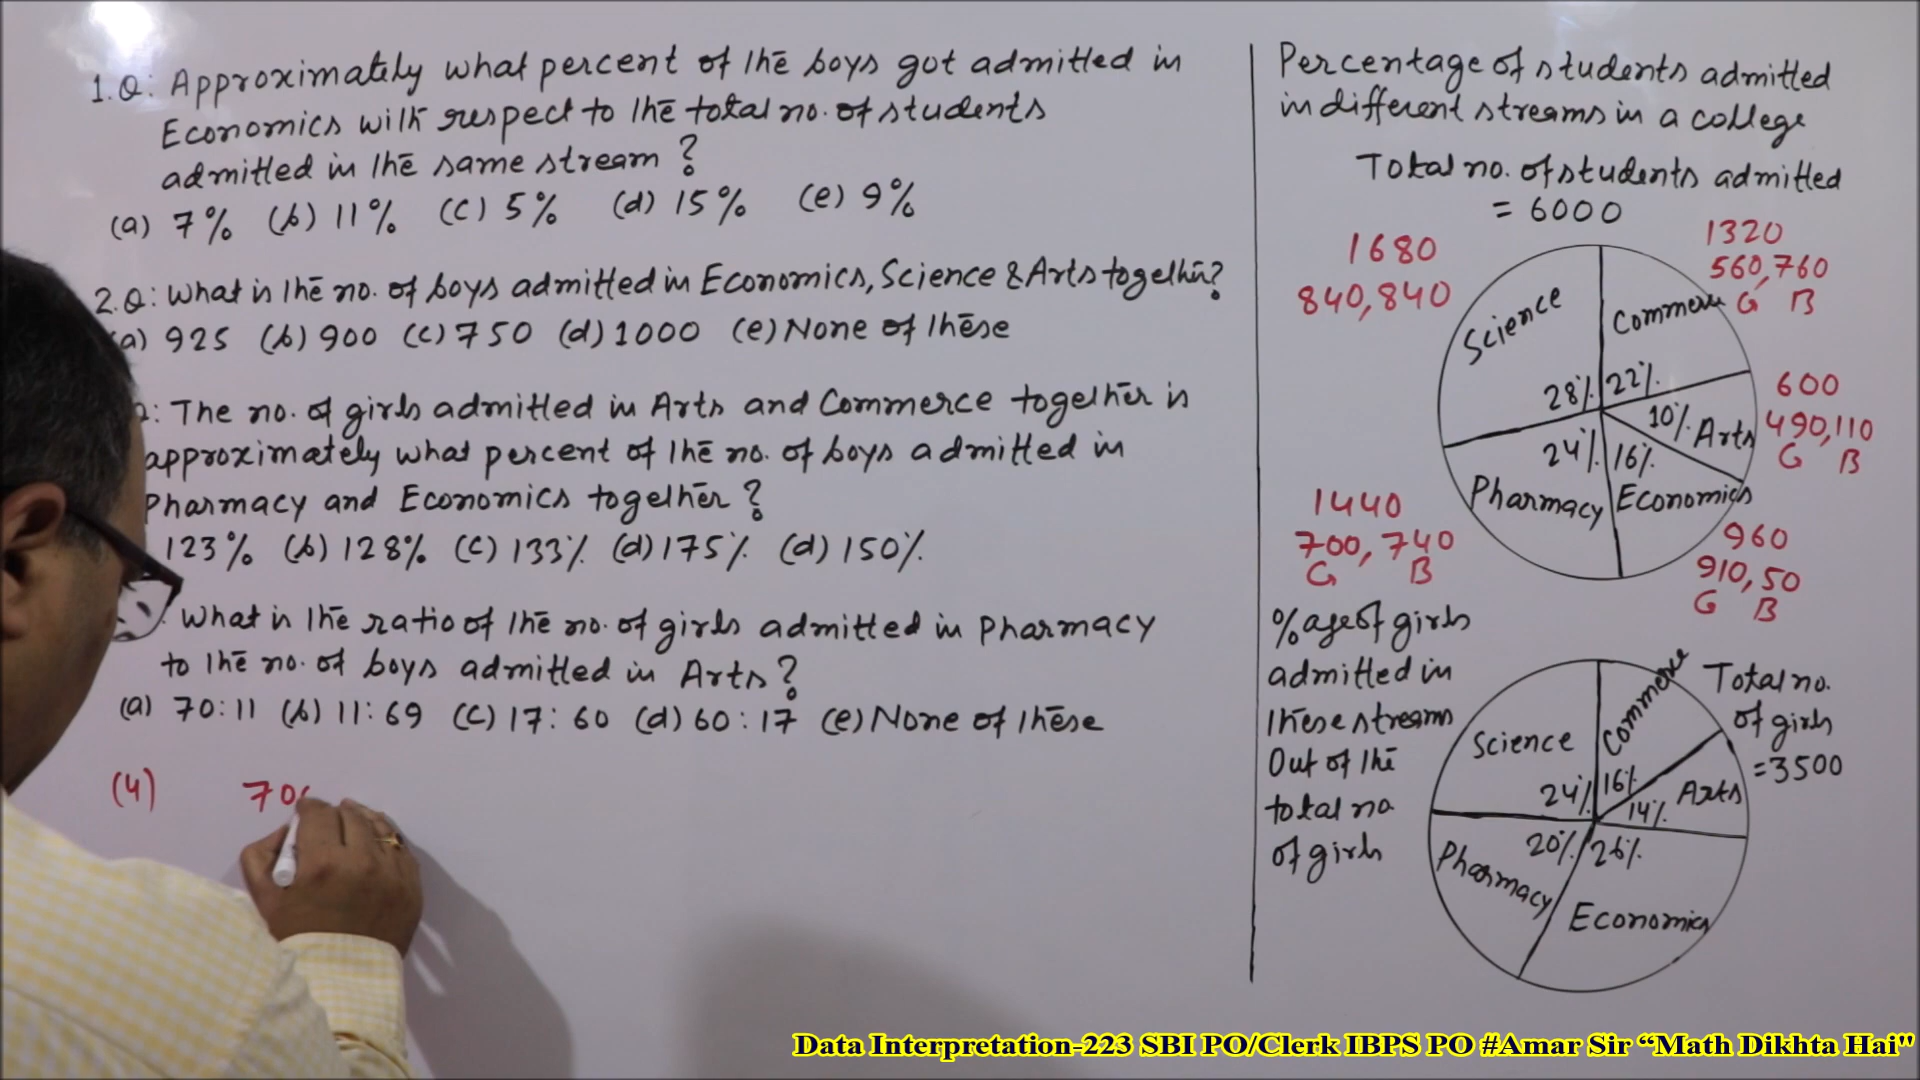 1.Q: Approximately what percent of the boys got admitted in
Economics with respect to the total no. of students
admitted in the same stream?
(a) 7% (b) 11% (c) 5% (d) 15% (e) 9%
2.Q: What is the no. of boys admitted in Economics, Science & Arts together?
a) 925 (b) 900 (c) 750 (d) 1000 (e) None of these
: The no. of girls admitted in Arts and Commerce together is
approximately what percent of the no. of boys admitted in
Pharmacy and Economics together?
123% (b) 128% (c) 133% (d) 175% (d) 150%
What is the ratio of the no. of girls admitted in Pharmacy
to the no. of boys admitted in Arts?
(a) 70:11 (b) 11:69 (c) 17:60 (d) 60:17 (e) None of these
(4) 70
Percentage of students admitted
in different streams in a college
Total no. of students admitted
= 6000
1680
840, 840
1320
560, 760
G B
Science
Commerce
28%
22%
10%
Arts
600
490, 110
G B
24%
16%
Pharmacy
Economics
1440
700, 740
G B
960
910, 50
G B
%age of girls
admitted in
these streams
Out of the
total no
of girls
Total no.
of girls
=3500
Science
Commerce
24%
16%
14%
Arts
20%
26%
Pharmacy
Economics
Data Interpretation-223 SBI PO/Clerk IBPS PO #Amar Sir “Math Dikhta Hai"